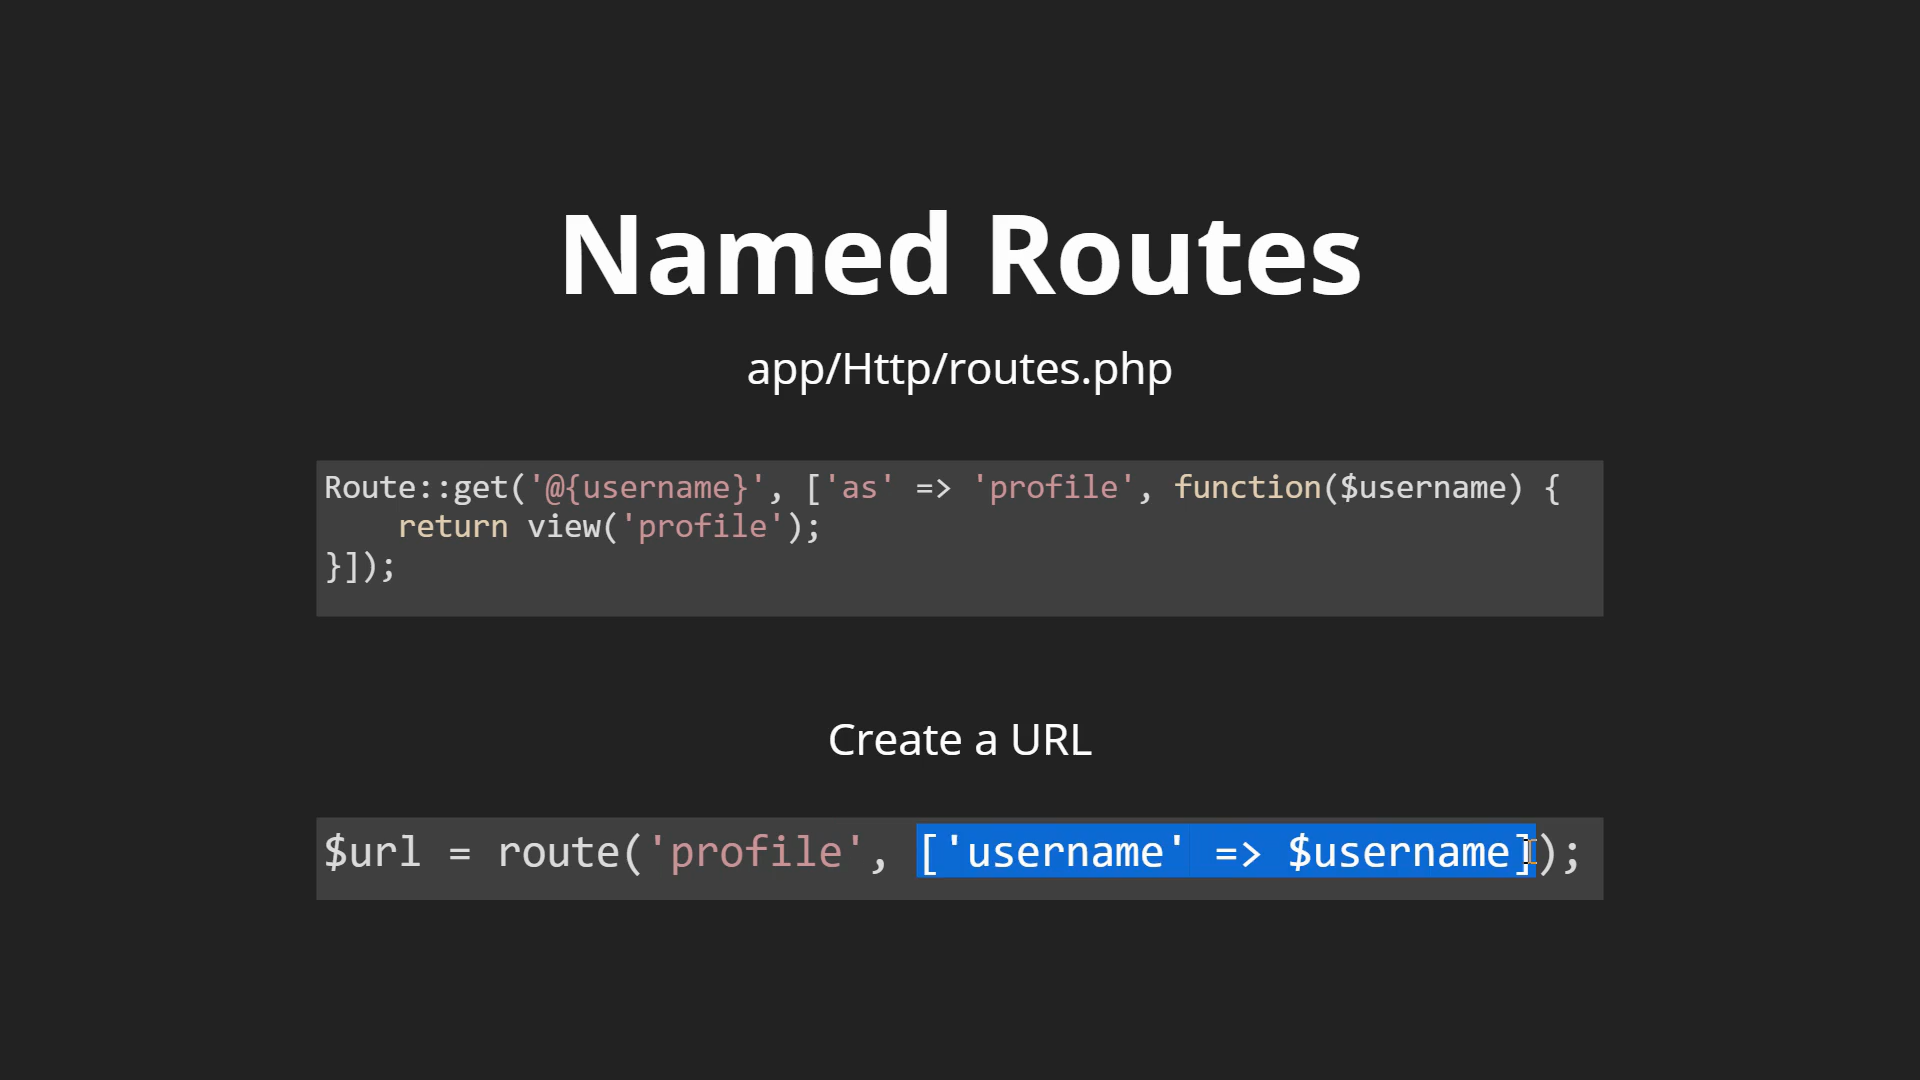 Named Routes
app/Http/routes.php
Route::get('@{username}', ['as' => 'profile', function($username) {
    return view('profile');
}]);
Create a URL
$url = route('profile', ['username' => $username]);